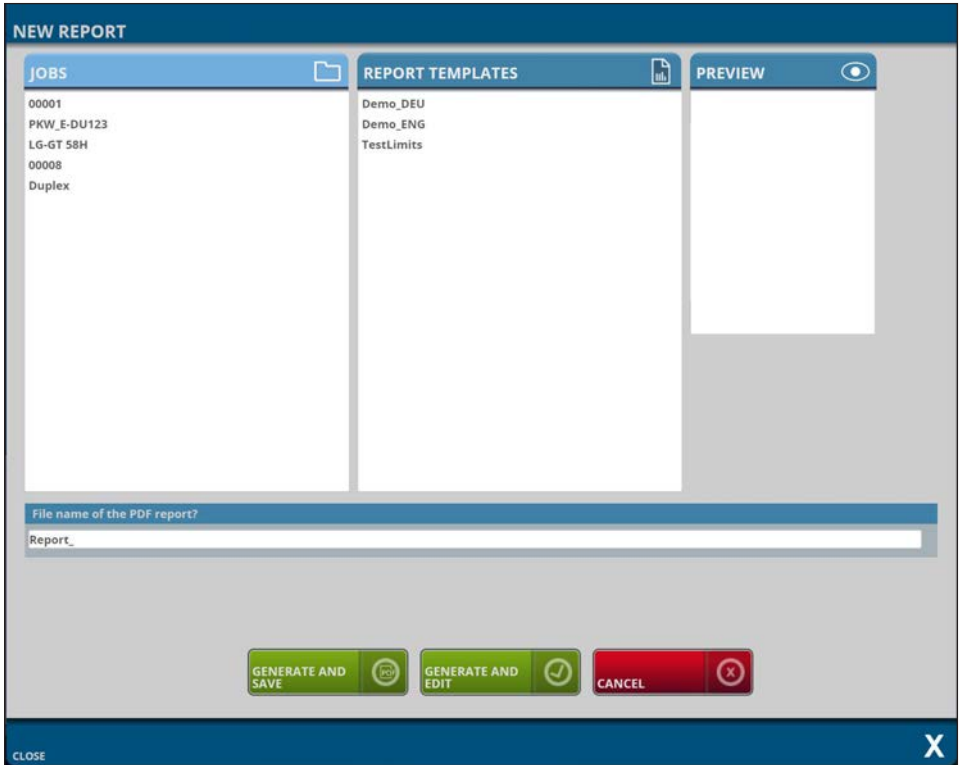 NEW REPORT
JOBS
00001
PKW_E-DU123
LG-GT 58H
00008
Duplex
REPORT TEMPLATES
Demo_DEU
Demo_ENG
TestLimits
PREVIEW
File name of the PDF report?
Report_
GENERATE AND
SAVE
PDF
GENERATE AND
EDIT
CANCEL
X
CLOSE
X